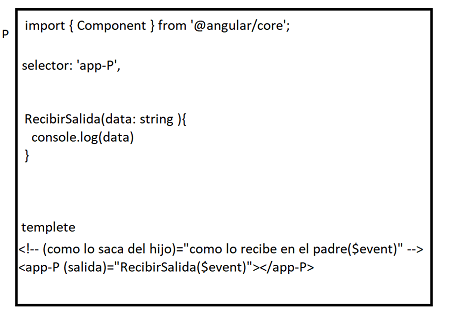 P
import { Component } from '@angular/core';
selector: 'app-P',
RecibirSalida(data: string ){
console.log(data)
}
templete
<!-- (como lo saca del hijo)="como lo recibe en el padre($event)" -->
<app-P (salida)="RecibirSalida($event)"></app-P>